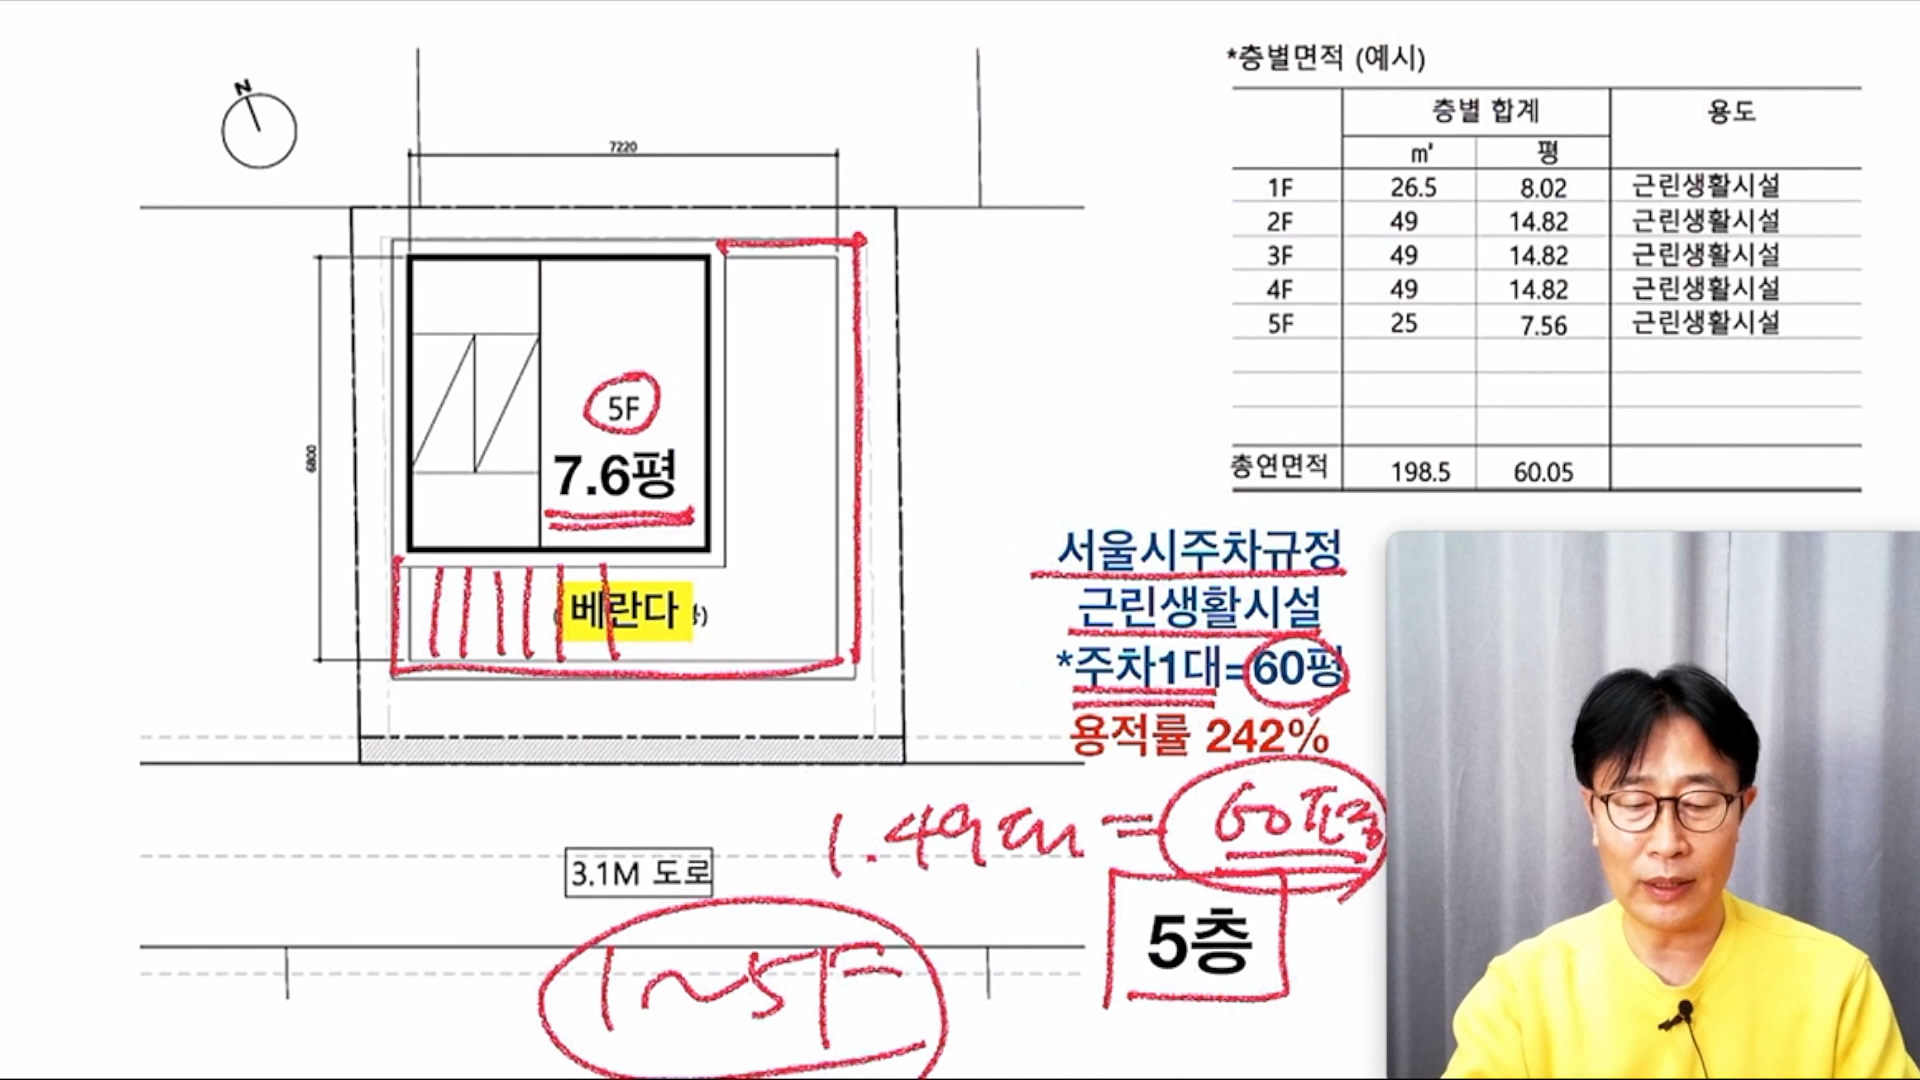 N
*층별면적 (예시)
층별 합계
용도
㎡
평
1F 26.5 8.02 근린생활시설
2F 49 14.82 근린생활시설
3F 49 14.82 근린생활시설
4F 49 14.82 근린생활시설
5F 25 7.56 근린생활시설
총연면적 198.5 60.05
7220
6800
5F
7.6평
베란다
)
서울시주차규정
근린생활시설
*주차1대=60평
용적률 242%
1.49대 = 60평
5층
3.1M 도로
1~5F